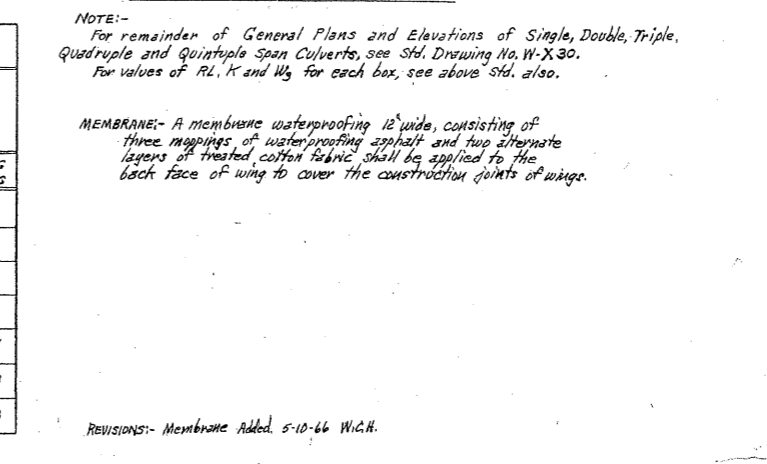 NOTE:-
For remainder of General Plans and Elevations of Single, Double, Triple,
Quadruple and Quintuple Span Culverts, see Std. Drawing No. W-X30.
For values of RL, K and W₃ for each box, see above Std. also.
MEMBRANE:- A membrane waterproofing 12" wide, consisting of
three moppings of waterproofing asphalt and two alternate
layers of treated cotton fabric shall be applied to the
back face of wing to cover the construction joints of wings.
REVISIONS:- Membrane Added. 5-10-66 W.C.H.